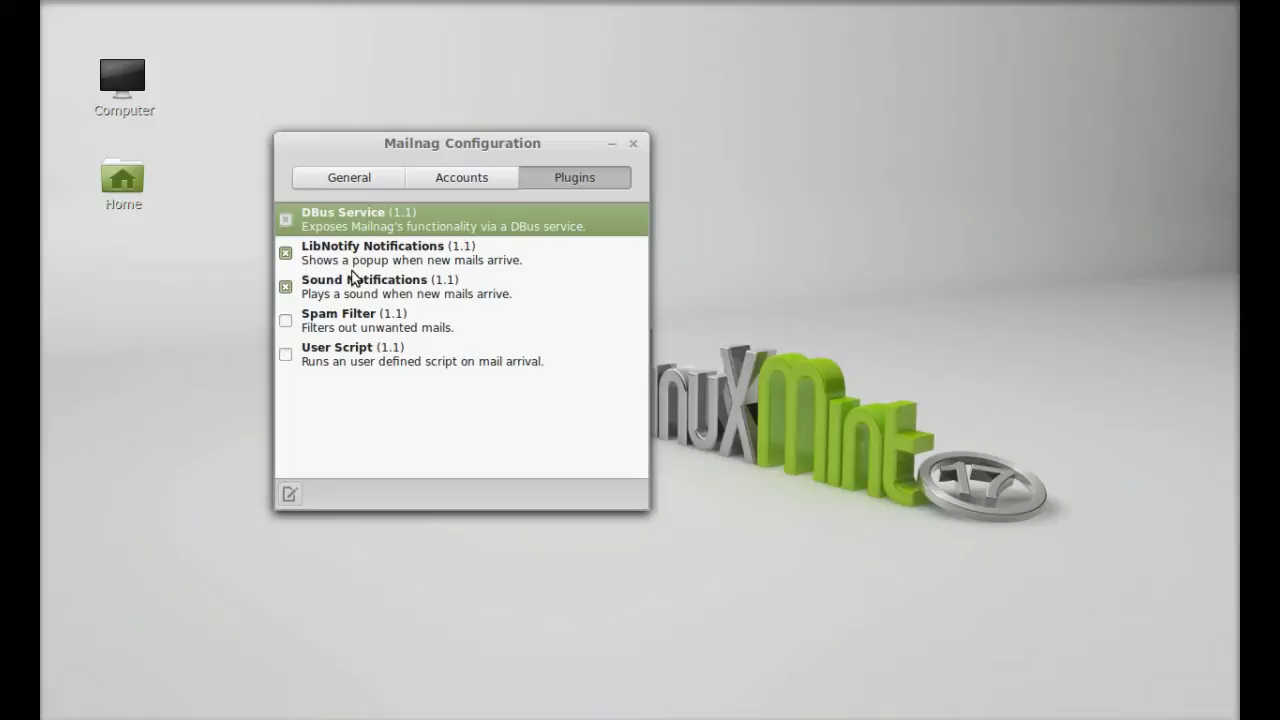 Computer
Home
Mailnag Configuration
General Accounts Plugins
DBus Service (1.1)
Exposes Mailnag's functionality via a DBus service.
LibNotify Notifications (1.1)
Shows a popup when new mails arrive.
Sound Notifications (1.1)
Plays a sound when new mails arrive.
Spam Filter (1.1)
Filters out unwanted mails.
User Script (1.1)
Runs an user defined script on mail arrival.
nuxMint 17